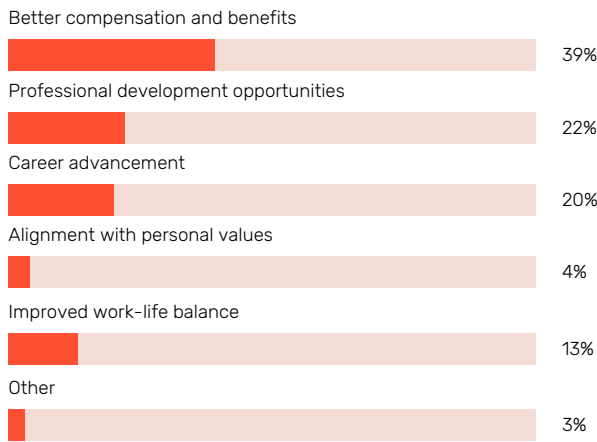 Better compensation and benefits
39%
Professional development opportunities
22%
Career advancement
20%
Alignment with personal values
4%
Improved work-life balance
13%
Other
3%